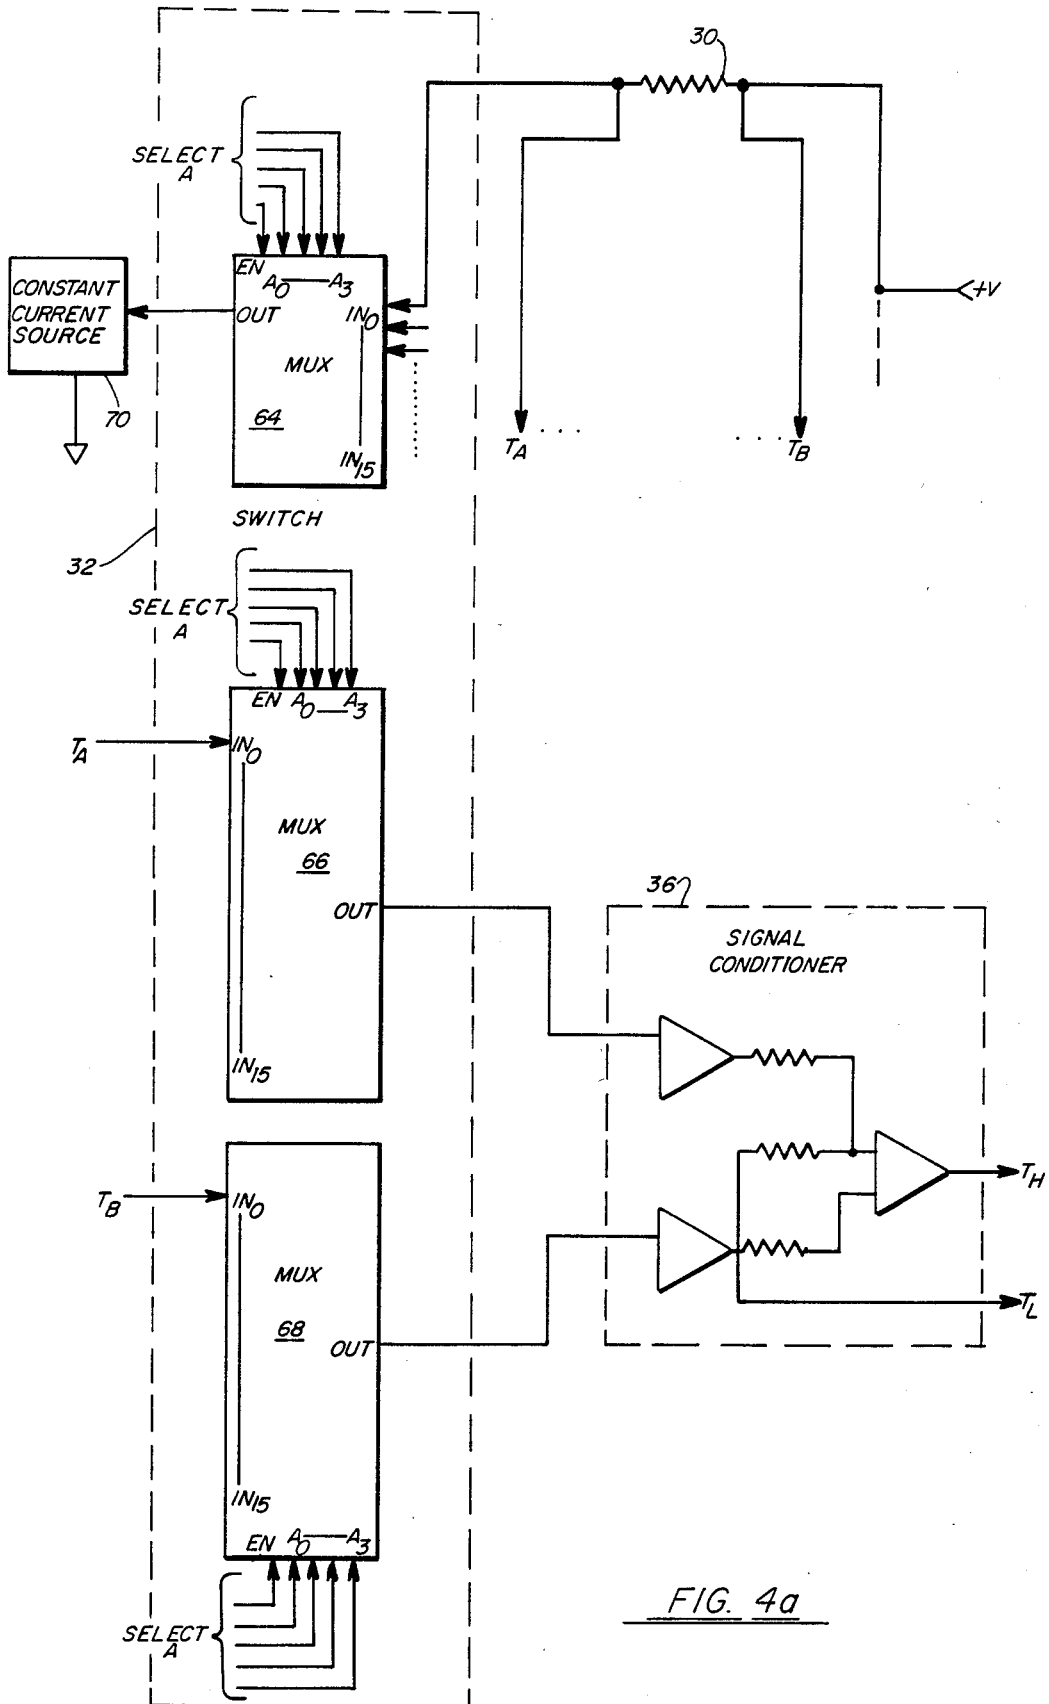 30
SELECT
A
EN
A0 A3
CONSTANT
CURRENT
SOURCE
OUT
IN0
+V
MUX
70
64
IN15
TA
TB
SWITCH
32
SELECT
A
EN A0 A3
TA
IN0
MUX
66
36
OUT
SIGNAL
CONDITIONER
IN15
TH
TB
IN0
MUX
TL
68
OUT
IN15
EN A0 A3
SELECT
A
FIG. 4a